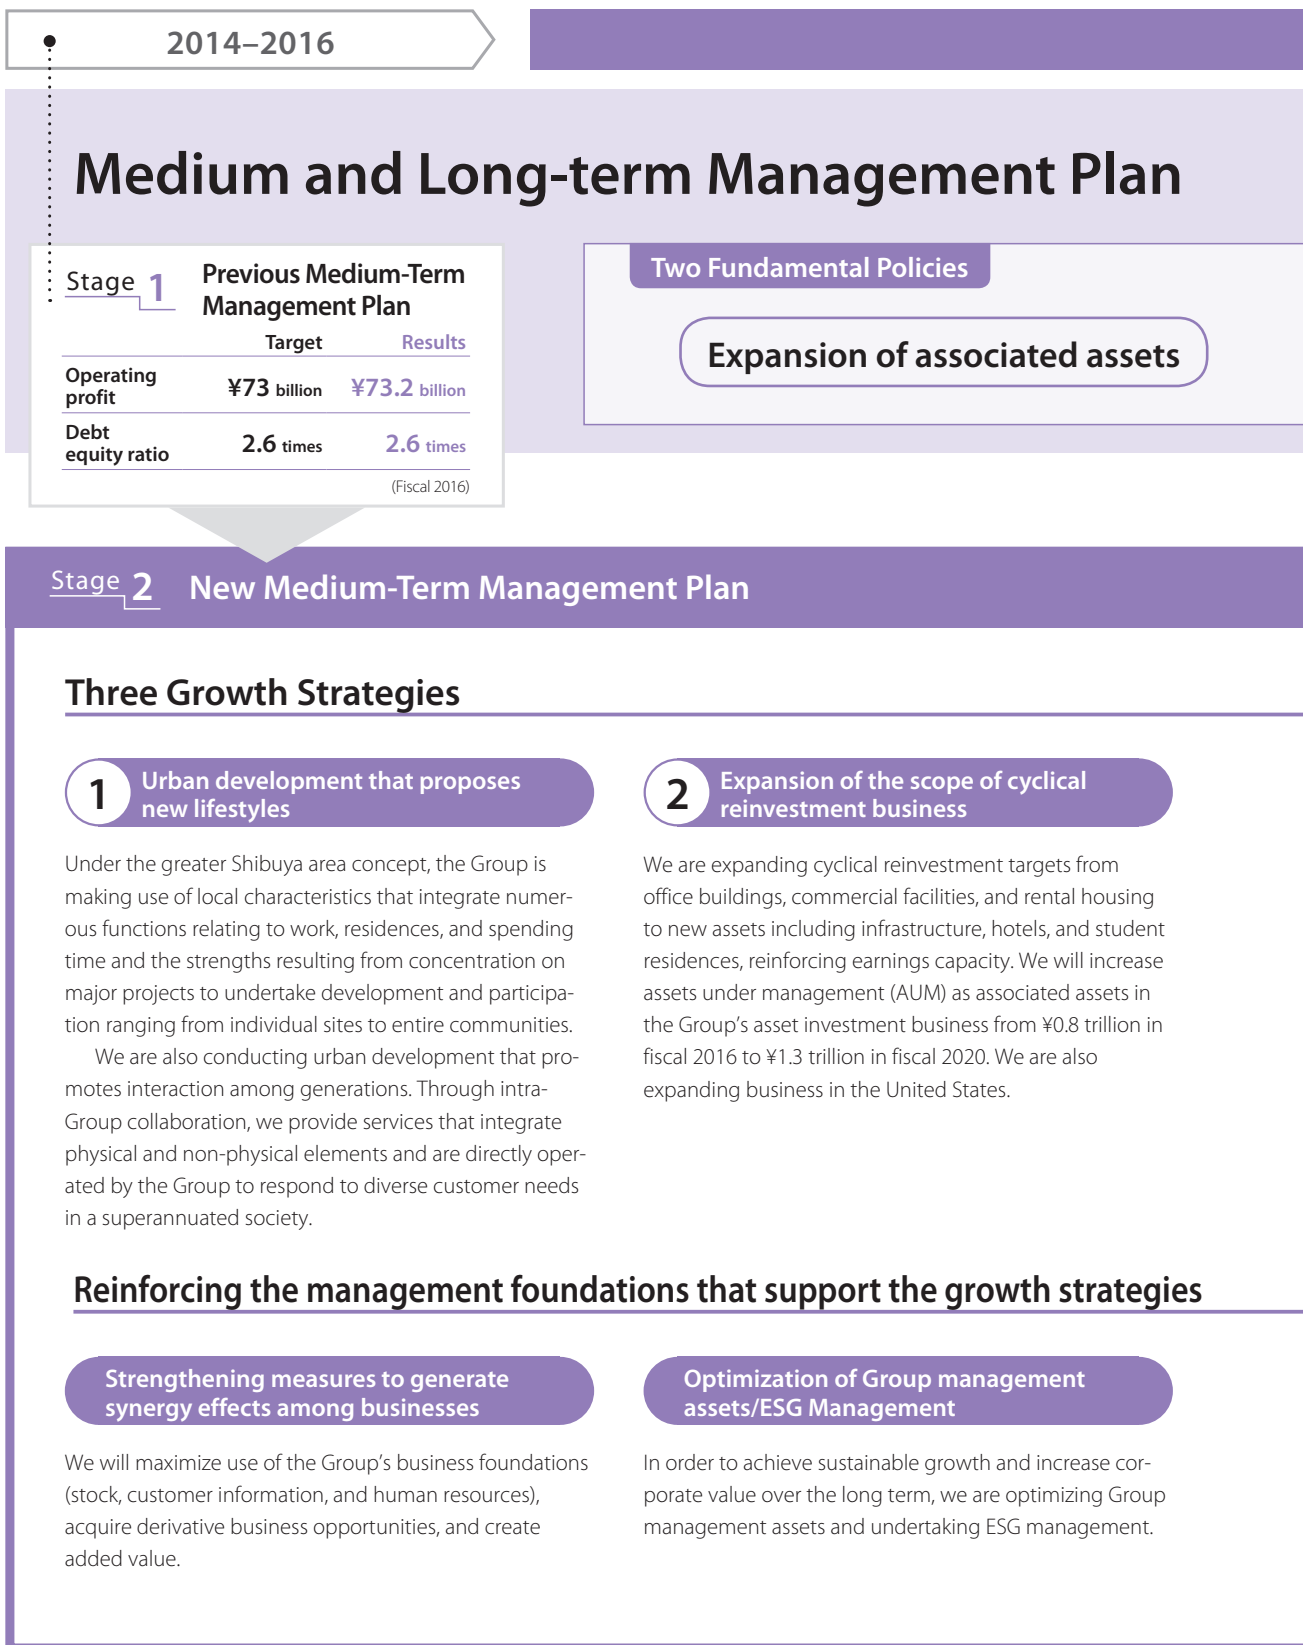 2014–2016
Medium and Long-term Management Plan
Stage 1
Previous Medium-Term
Management Plan
Target Results
Operating
profit
¥73 billion ¥73.2 billion
Debt
equity ratio
2.6 times 2.6 times
(Fiscal 2016)
Two Fundamental Policies
Expansion of associated assets
Stage 2 New Medium-Term Management Plan
Three Growth Strategies
1
Urban development that proposes
new lifestyles
Under the greater Shibuya area concept, the Group is
making use of local characteristics that integrate numer-
ous functions relating to work, residences, and spending
time and the strengths resulting from concentration on
major projects to undertake development and participa-
tion ranging from individual sites to entire communities.
We are also conducting urban development that pro-
motes interaction among generations. Through intra-
Group collaboration, we provide services that integrate
physical and non-physical elements and are directly oper-
ated by the Group to respond to diverse customer needs
in a superannuated society.
2
Expansion of the scope of cyclical
reinvestment business
We are expanding cyclical reinvestment targets from
office buildings, commercial facilities, and rental housing
to new assets including infrastructure, hotels, and student
residences, reinforcing earnings capacity. We will increase
assets under management (AUM) as associated assets in
the Group's asset investment business from ¥0.8 trillion in
fiscal 2016 to ¥1.3 trillion in fiscal 2020. We are also
expanding business in the United States.
Reinforcing the management foundations that support the growth strategies
Strengthening measures to generate
synergy effects among businesses
We will maximize use of the Group's business foundations
(stock, customer information, and human resources),
acquire derivative business opportunities, and create
added value.
Optimization of Group management
assets/ESG Management
In order to achieve sustainable growth and increase cor-
porate value over the long term, we are optimizing Group
management assets and undertaking ESG management.